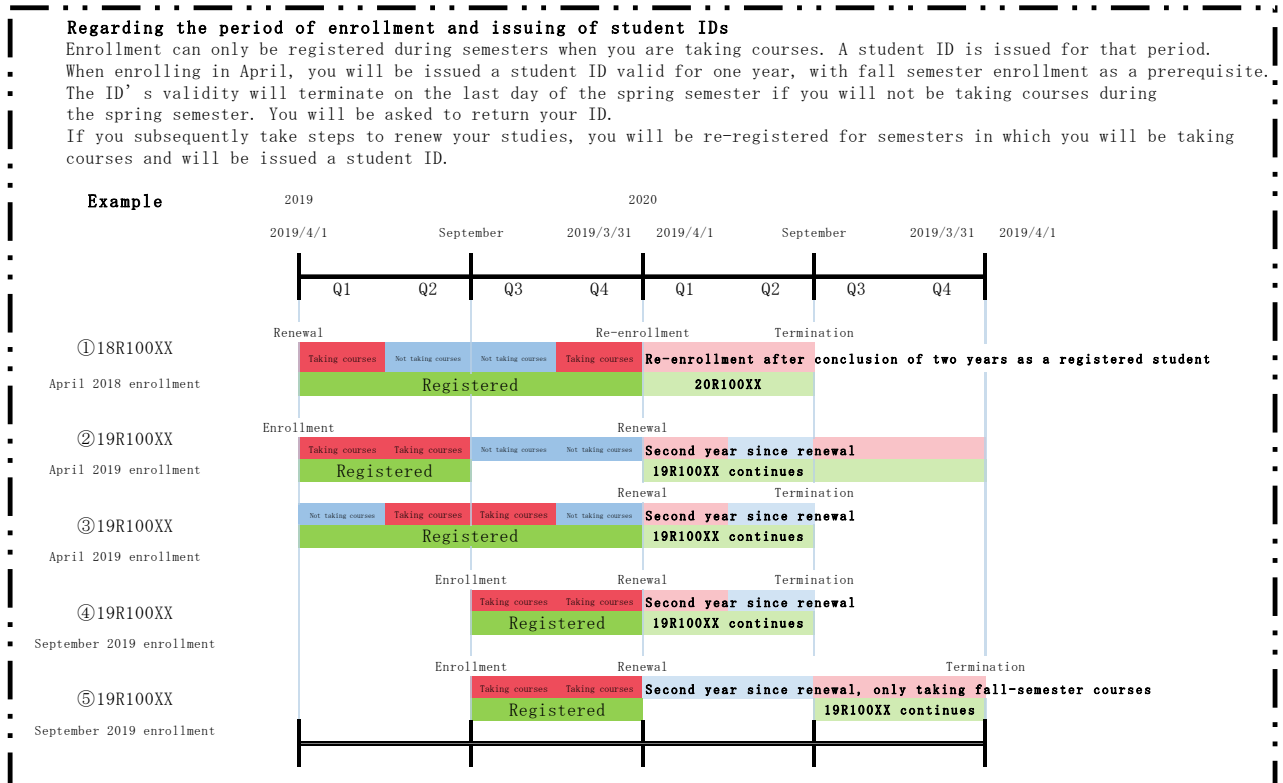 Regarding the period of enrollment and issuing of student IDs
Enrollment can only be registered during semesters when you are taking courses. A student ID is issued for that period.
When enrolling in April, you will be issued a student ID valid for one year, with fall semester enrollment as a prerequisite.
The ID's validity will terminate on the last day of the spring semester if you will not be taking courses during
the spring semester. You will be asked to return your ID.
If you subsequently take steps to renew your studies, you will be re-registered for semesters in which you will be taking
courses and will be issued a student ID.
Example 2019 2020
2019/4/1 September 2019/3/31 2019/4/1 September 2019/3/31 2019/4/1
Q1 Q2 Q3 Q4 Q1 Q2 Q3 Q4
Renewal Re-enrollment Termination
①18R100XX
Taking courses Not taking courses Not taking courses Taking courses Re-enrollment after conclusion of two years as a registered student
April 2018 enrollment Registered 20R100XX
Enrollment Renewal
②19R100XX
Taking courses Taking courses Not taking courses Not taking courses Second year since renewal
April 2019 enrollment Registered 19R100XX continues
Renewal Termination
③19R100XX
Not taking courses Taking courses Taking courses Not taking courses Second year since renewal
Registered 19R100XX continues
April 2019 enrollment
Enrollment Renewal Termination
④19R100XX
Taking courses Taking courses Second year since renewal
Registered 19R100XX continues
September 2019 enrollment
Enrollment Renewal Termination
⑤19R100XX
Taking courses Taking courses Second year since renewal, only taking fall-semester courses
Registered 19R100XX continues
September 2019 enrollment